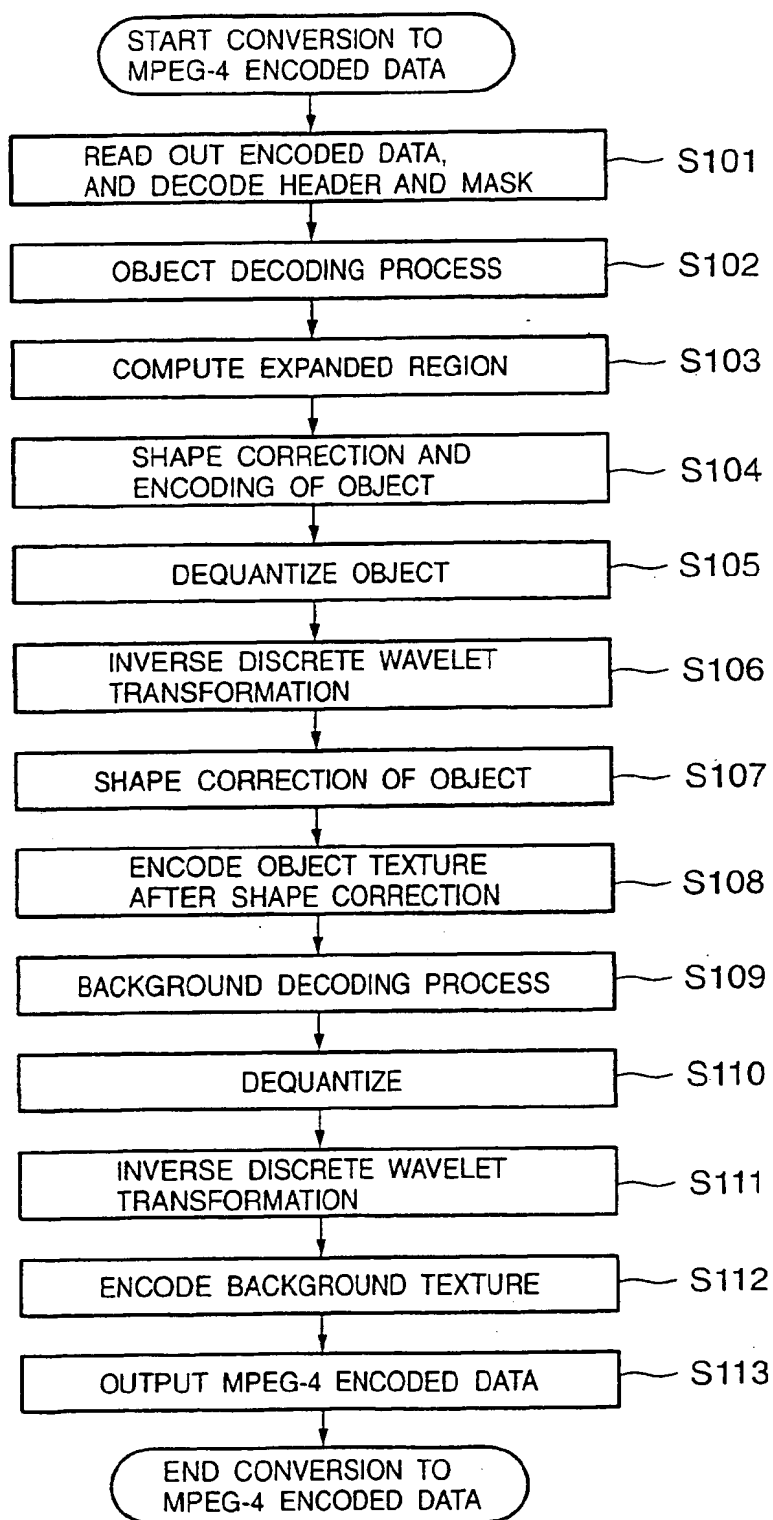 START CONVERSION TO
MPEG-4 ENCODED DATA
READ OUT ENCODED DATA,
AND DECODE HEADER AND MASK
S101
OBJECT DECODING PROCESS
S102
COMPUTE EXPANDED REGION
S103
SHAPE CORRECTION AND
ENCODING OF OBJECT
S104
DEQUANTIZE OBJECT
S105
INVERSE DISCRETE WAVELET
TRANSFORMATION
S106
SHAPE CORRECTION OF OBJECT
S107
ENCODE OBJECT TEXTURE
AFTER SHAPE CORRECTION
S108
BACKGROUND DECODING PROCESS
S109
DEQUANTIZE
S110
INVERSE DISCRETE WAVELET
TRANSFORMATION
S111
ENCODE BACKGROUND TEXTURE
S112
OUTPUT MPEG-4 ENCODED DATA
S113
END CONVERSION TO
MPEG-4 ENCODED DATA